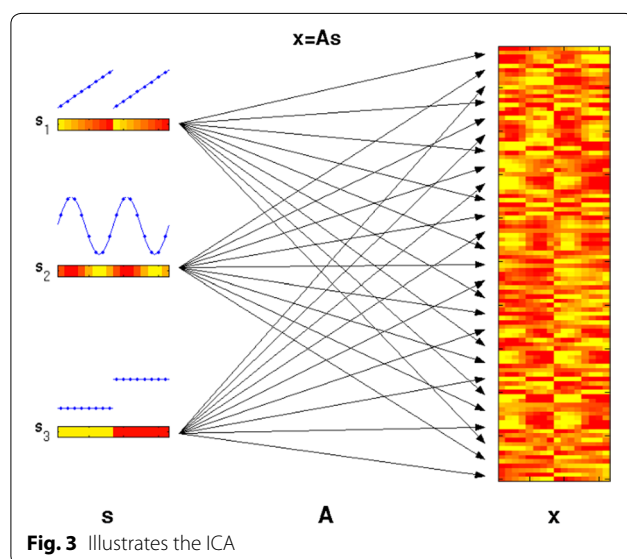 x=As
s1
s2
s3
s A x
Fig. 3 Illustrates the ICA